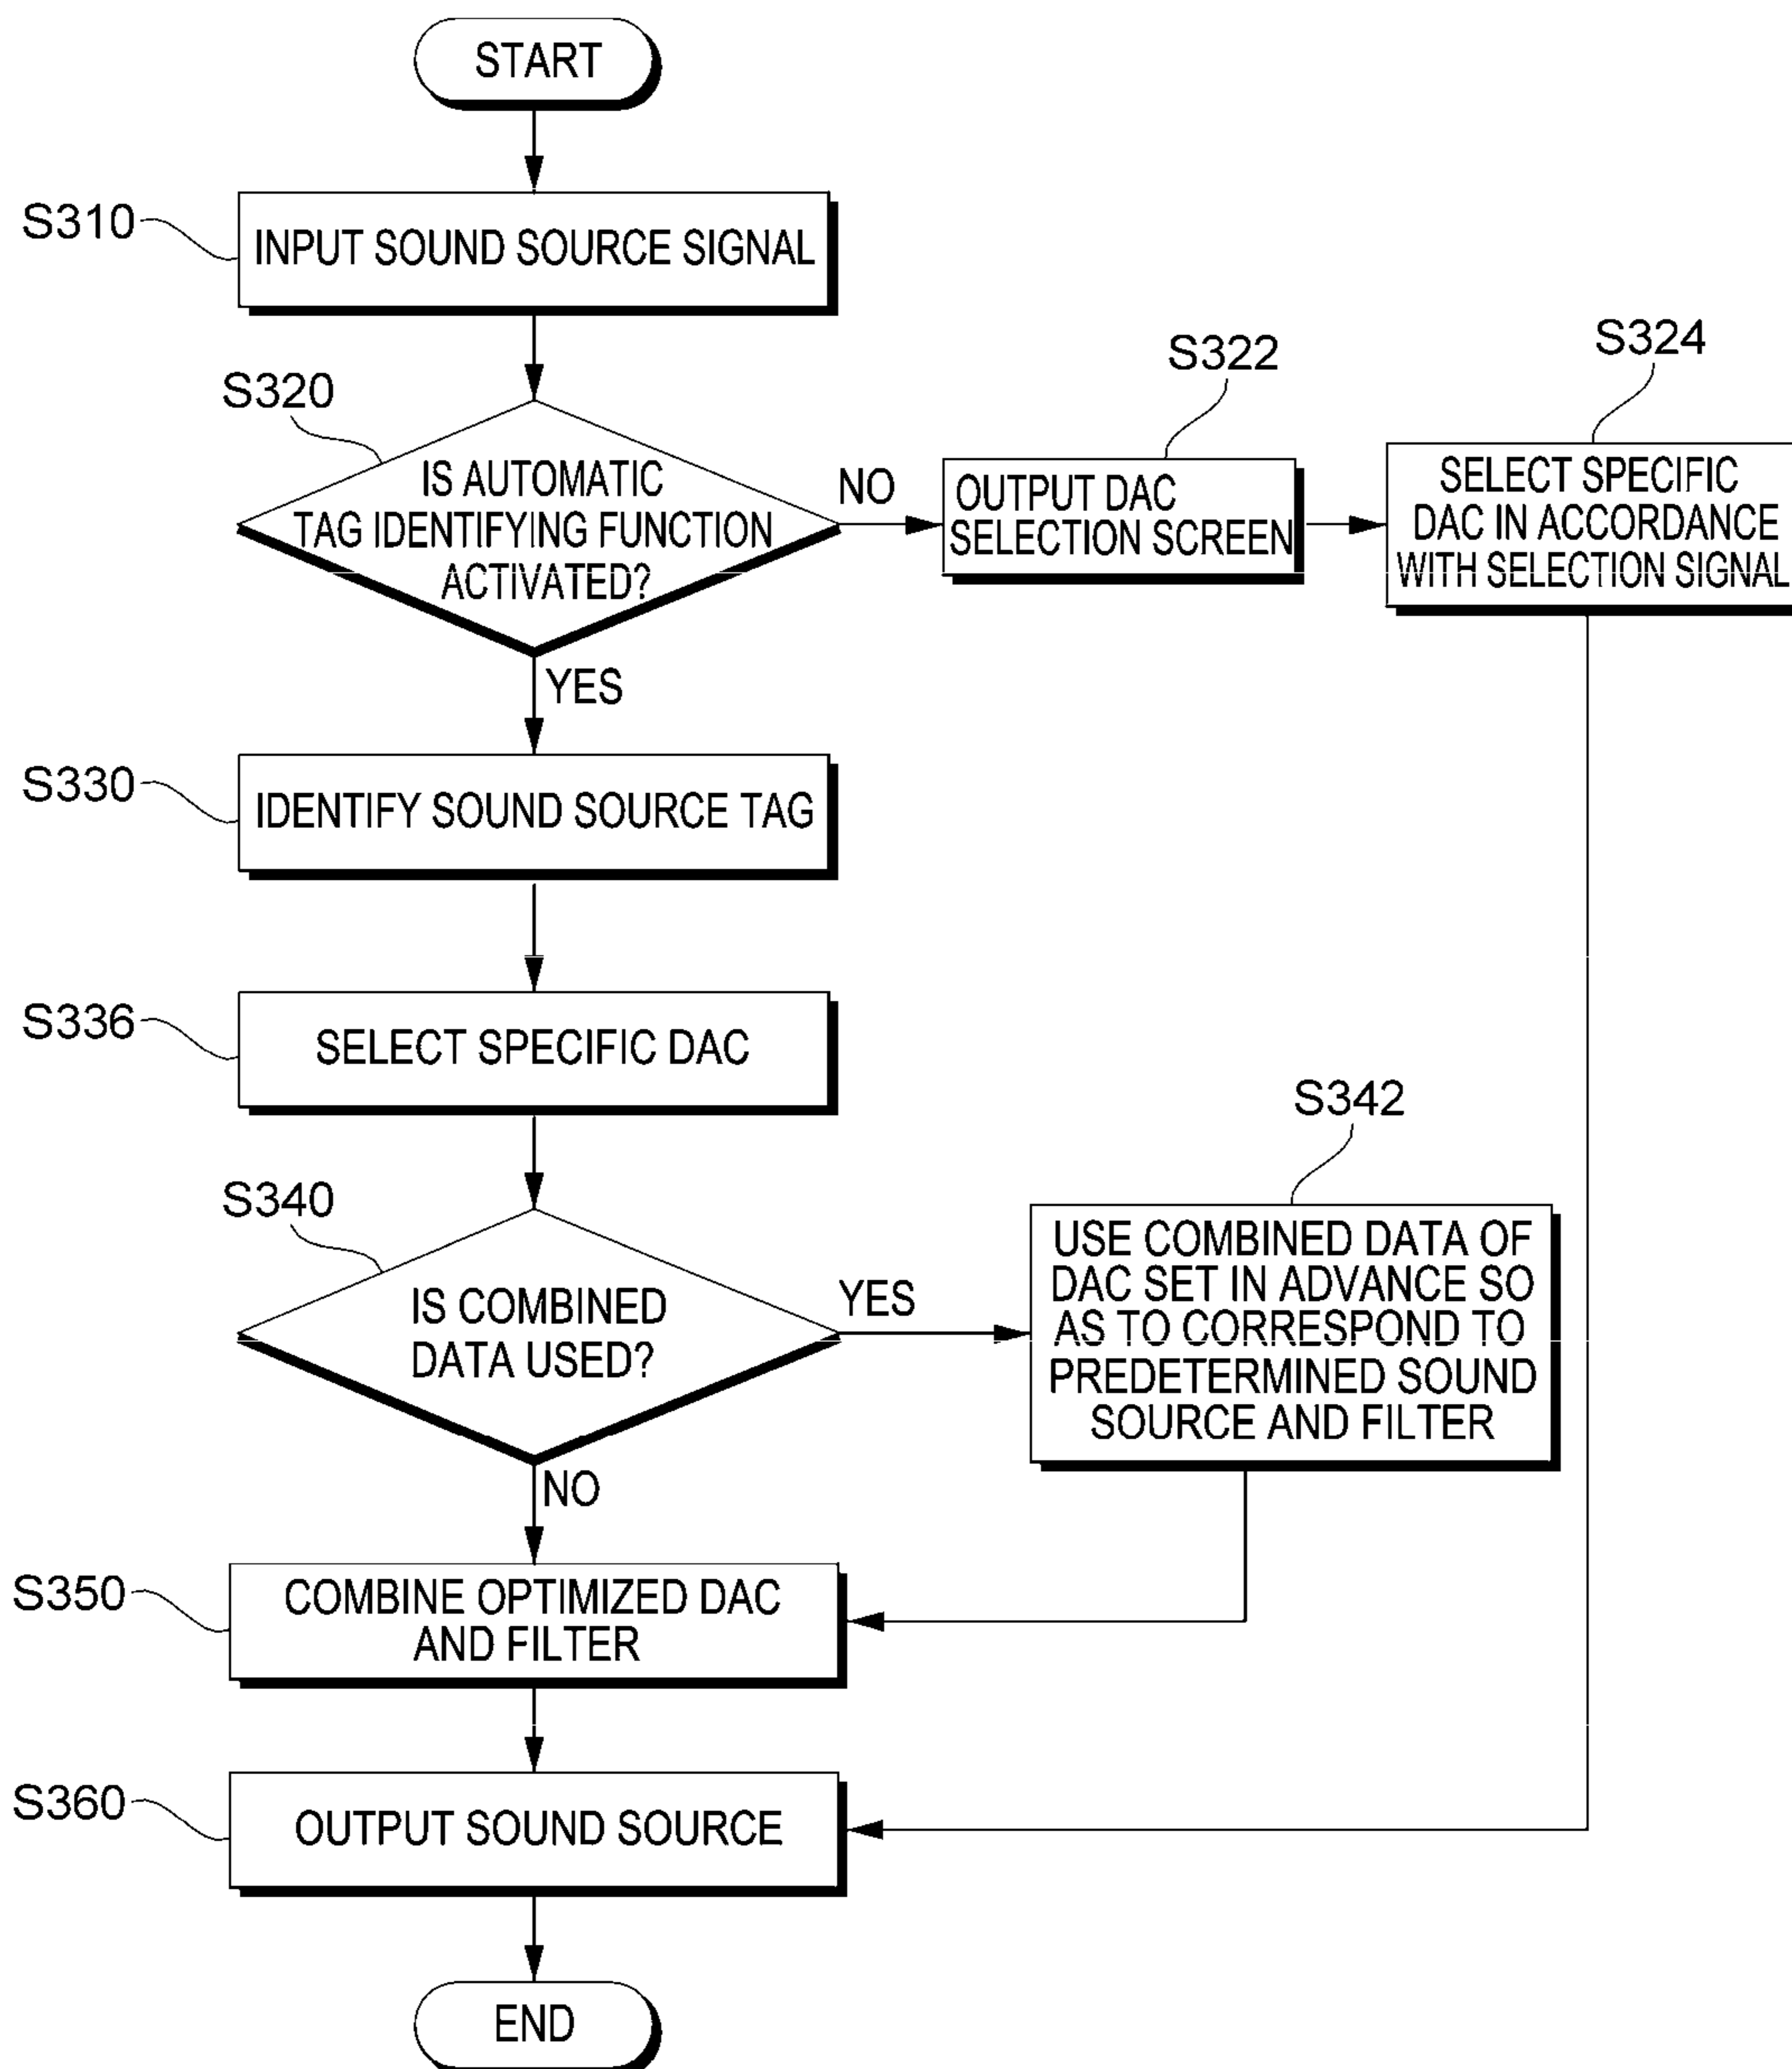 START
S310
INPUT SOUND SOURCE SIGNAL
S320
IS AUTOMATIC
TAG IDENTIFYING FUNCTION
ACTIVATED?
NO
S322
OUTPUT DAC
SELECTION SCREEN
S324
SELECT SPECIFIC
DAC IN ACCORDANCE
WITH SELECTION SIGNAL
YES
S330
IDENTIFY SOUND SOURCE TAG
S336
SELECT SPECIFIC DAC
S340
IS COMBINED
DATA USED?
YES
S342
USE COMBINED DATA OF
DAC SET IN ADVANCE SO
AS TO CORRESPOND TO
PREDETERMINED SOUND
SOURCE AND FILTER
NO
S350
COMBINE OPTIMIZED DAC
AND FILTER
S360
OUTPUT SOUND SOURCE
END